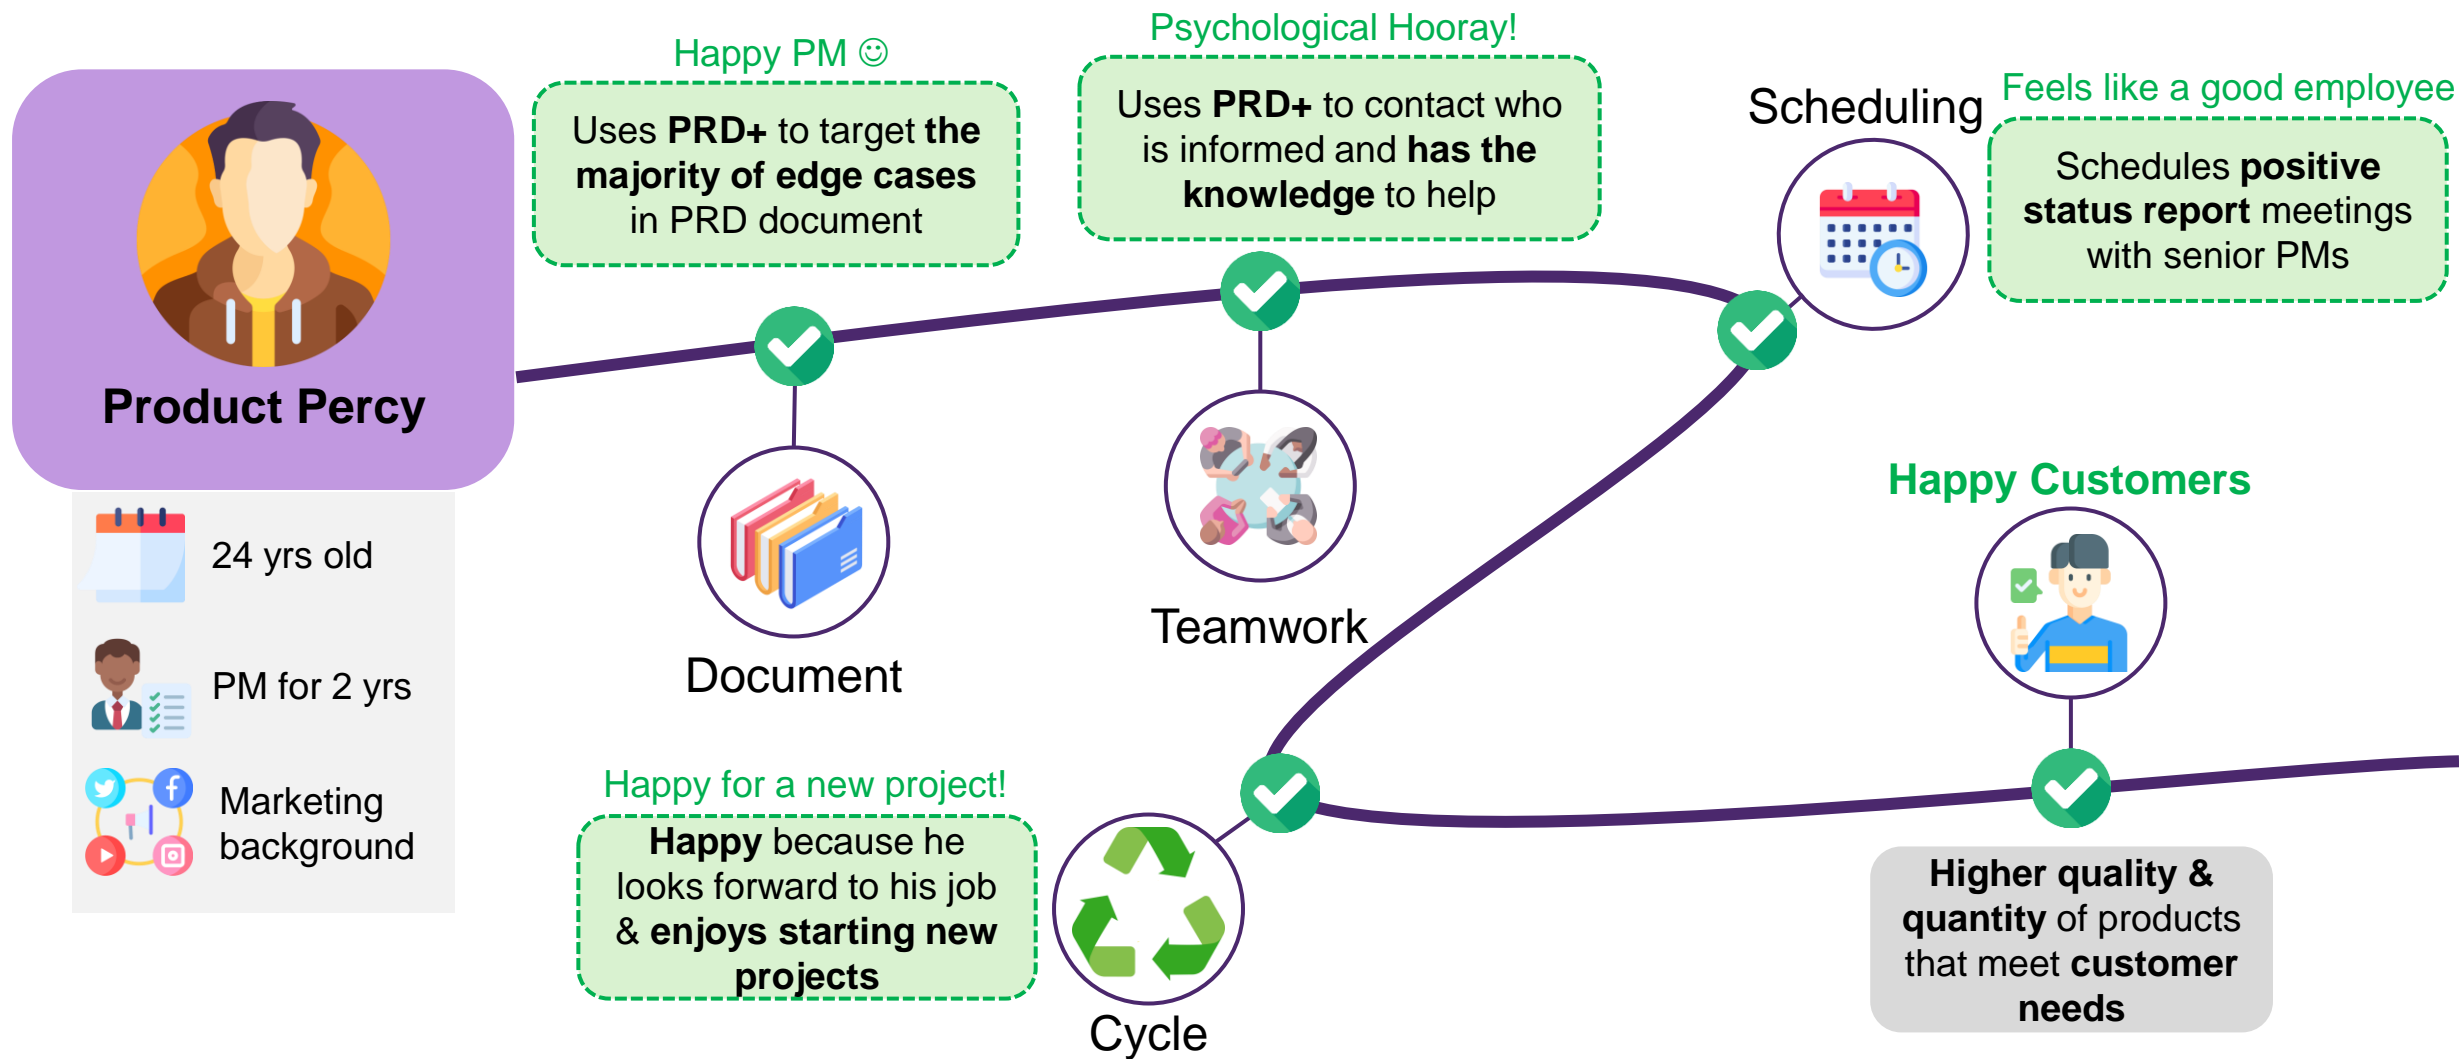 Product Percy
24 yrs old
PM for 2 yrs
Marketing
background
Happy PM ☺
Uses PRD+ to target the
majority of edge cases
in PRD document
Document
Psychological Hooray!
Uses PRD+ to contact who
is informed and has the
knowledge to help
Teamwork
Scheduling
Feels like a good employee
Schedules positive
status report meetings
with senior PMs
Happy for a new project!
Happy because he
looks forward to his job
& enjoys starting new
projects
Cycle
Happy Customers
Higher quality &
quantity of products
that meet customer
needs